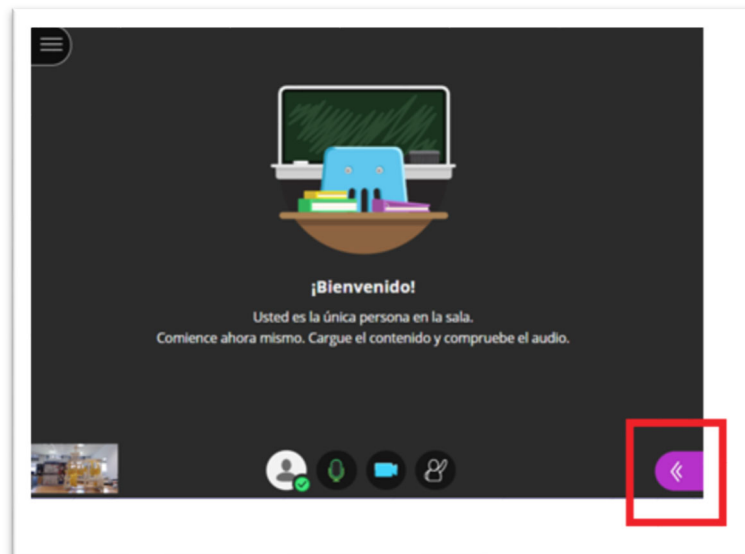 ¡Bienvenido!
Usted es la única persona en la sala.
Comience ahora mismo. Cargue el contenido y compruebe el audio.